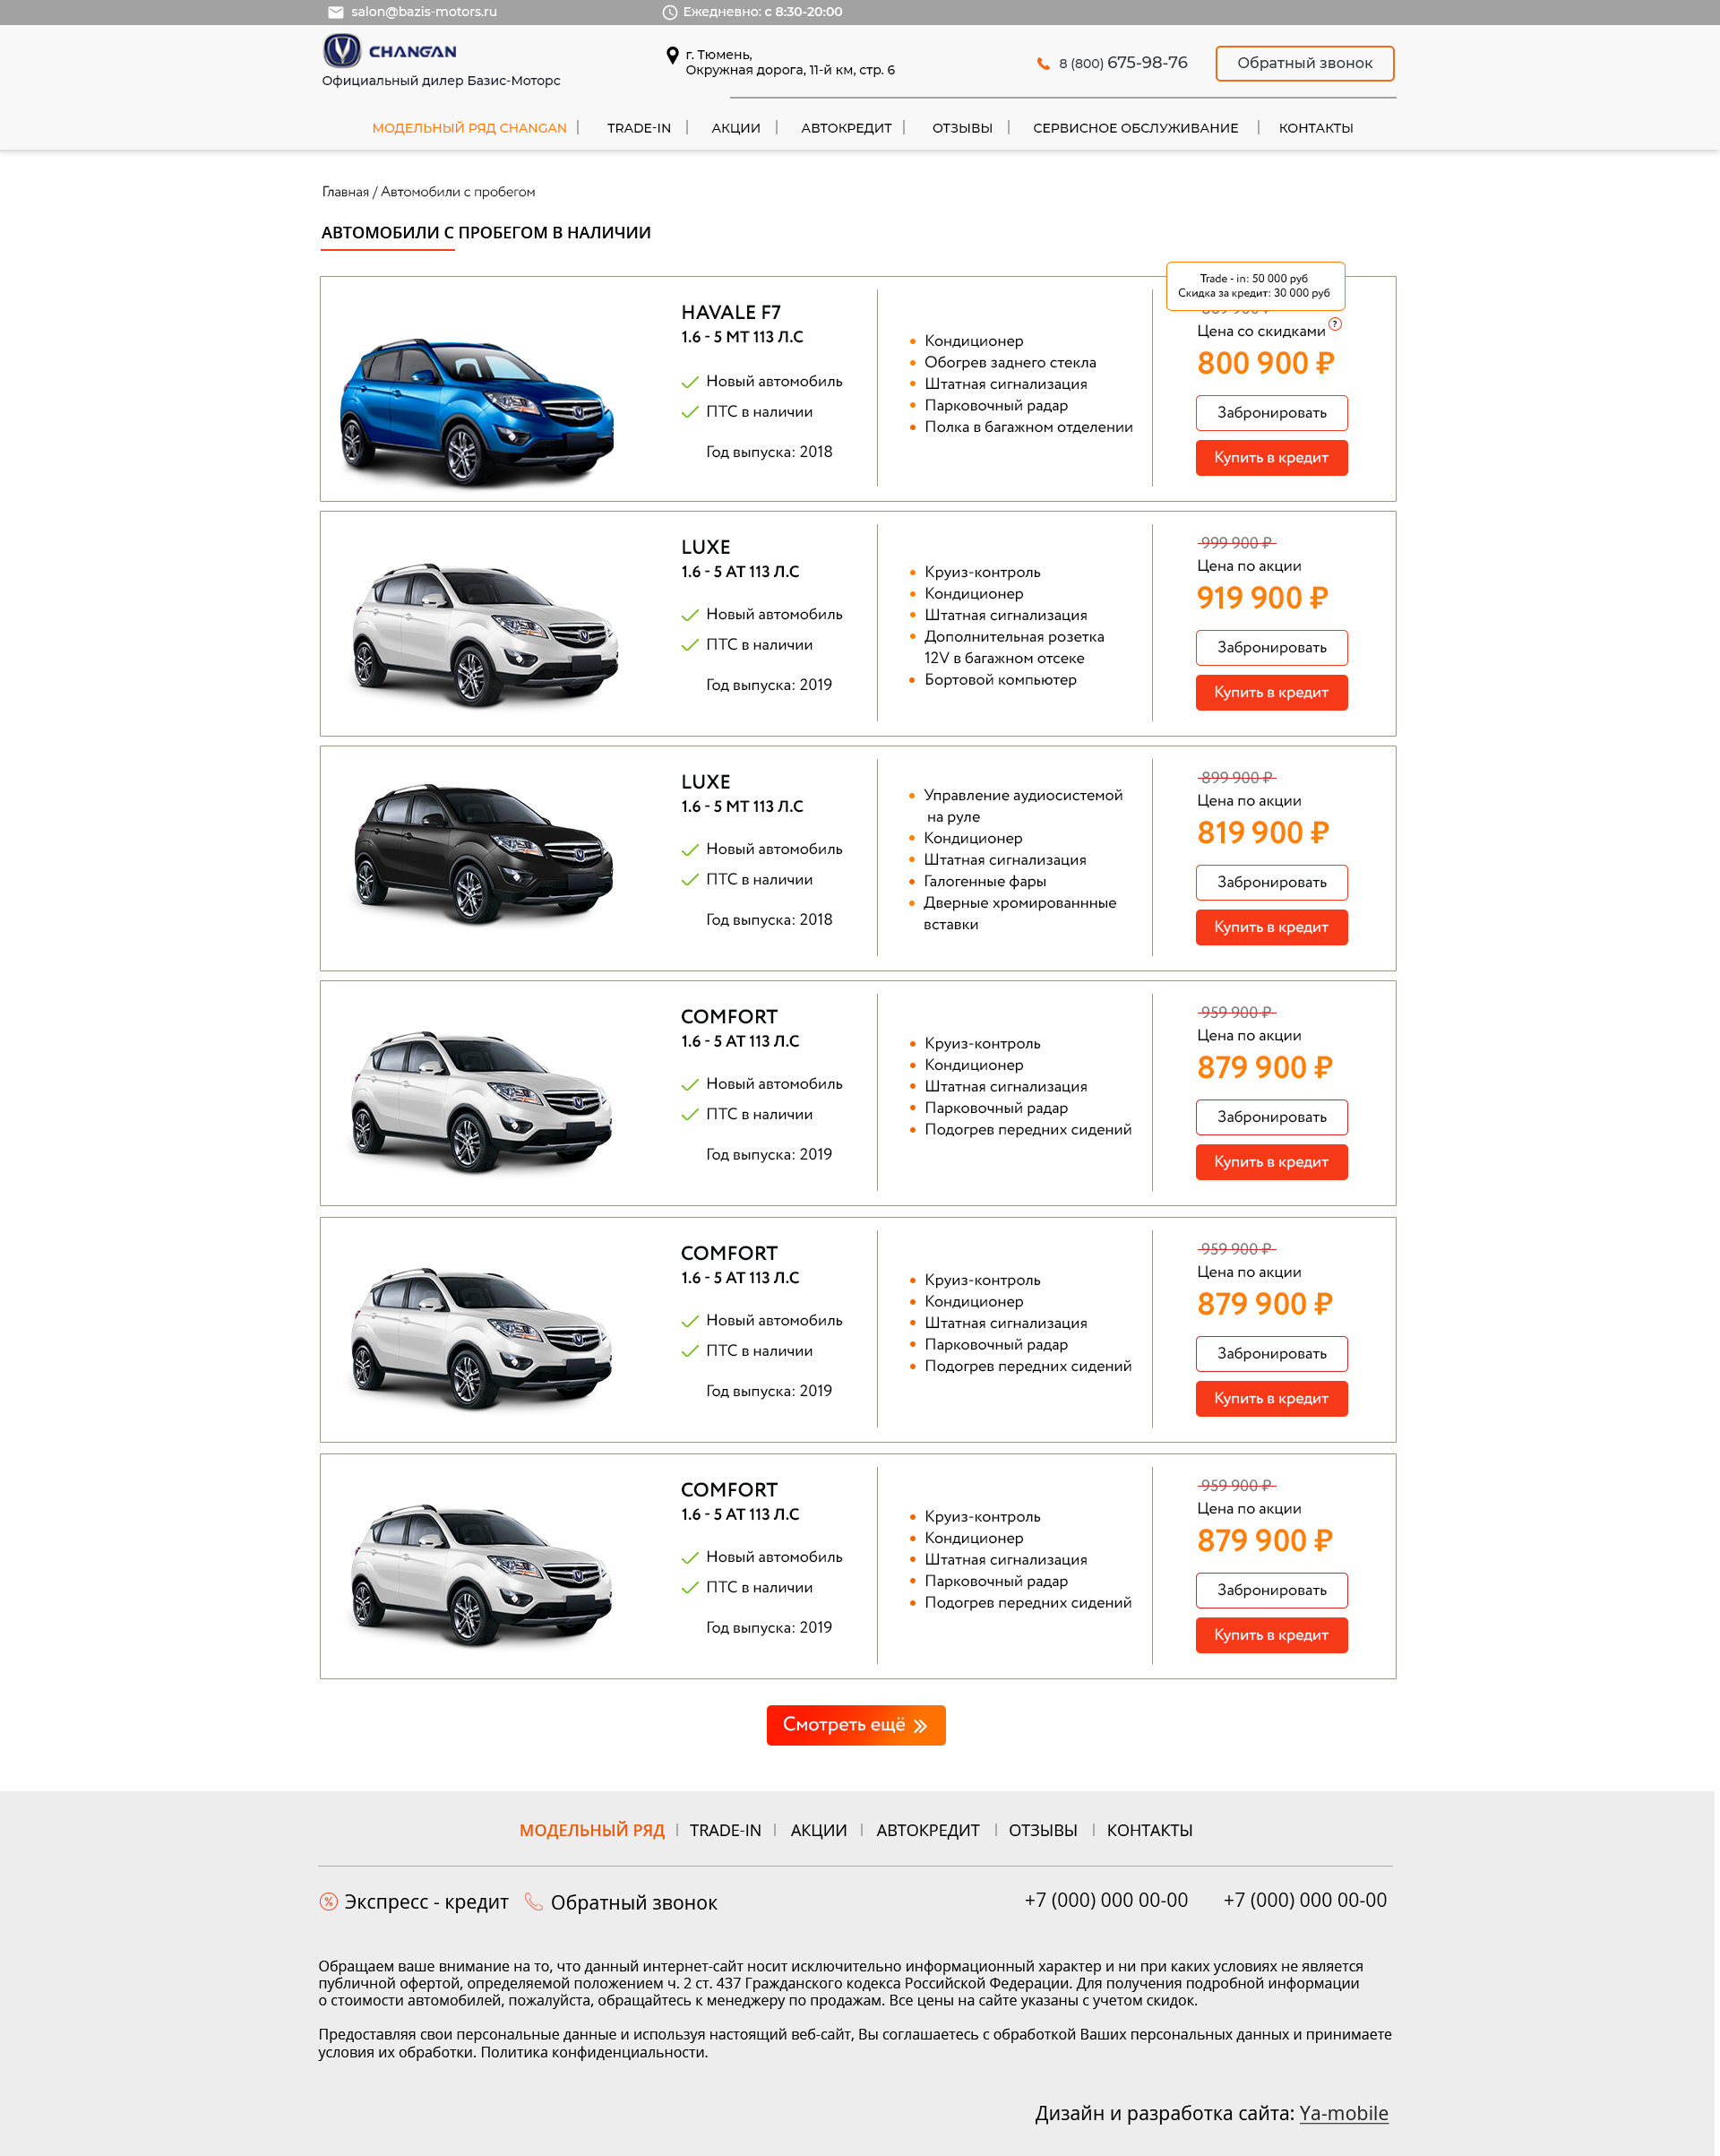 salon@bazis-motors.ru
Ежедневно: с 8:30-20:00
CHANGAN
Официальный дилер Базис-Моторс
г. Тюмень,
Окружная дорога, 11-й км, стр. 6
8 (800) 675-98-76
Обратный звонок
МОДЕЛЬНЫЙ РЯД CHANGAN | TRADE-IN | АКЦИИ | АВТОКРЕДИТ | ОТЗЫВЫ | СЕРВИСНОЕ ОБСЛУЖИВАНИЕ | КОНТАКТЫ
Главная / Автомобили с пробегом
АВТОМОБИЛИ С ПРОБЕГОМ В НАЛИЧИИ
HAVALE F7
1.6 - 5 МТ 113 Л.С
Новый автомобиль
ПТС в наличии
Год выпуска: 2018
Кондиционер
Обогрев заднего стекла
Штатная сигнализация
Парковочный радар
Полка в багажном отделении
Trade - in: 50 000 руб
Скидка за кредит: 30 000 руб
Цена со скидками ?
800 900 ₽
Забронировать
Купить в кредит
LUXE
1.6 - 5 АТ 113 Л.С
Новый автомобиль
ПТС в наличии
Год выпуска: 2019
Круиз-контроль
Кондиционер
Штатная сигнализация
Дополнительная розетка
12V в багажном отсеке
Бортовой компьютер
999 900 ₽
Цена по акции
919 900 ₽
Забронировать
Купить в кредит
LUXE
1.6 - 5 МТ 113 Л.С
Новый автомобиль
ПТС в наличии
Год выпуска: 2018
Управление аудиосистемой
на руле
Кондиционер
Штатная сигнализация
Галогенные фары
Дверные хромированнные
вставки
899 900 ₽
Цена по акции
819 900 ₽
Забронировать
Купить в кредит
COMFORT
1.6 - 5 АТ 113 Л.С
Новый автомобиль
ПТС в наличии
Год выпуска: 2019
Круиз-контроль
Кондиционер
Штатная сигнализация
Парковочный радар
Подогрев передних сидений
959 900 ₽
Цена по акции
879 900 ₽
Забронировать
Купить в кредит
COMFORT
1.6 - 5 АТ 113 Л.С
Новый автомобиль
ПТС в наличии
Год выпуска: 2019
Круиз-контроль
Кондиционер
Штатная сигнализация
Парковочный радар
Подогрев передних сидений
959 900 ₽
Цена по акции
879 900 ₽
Забронировать
Купить в кредит
COMFORT
1.6 - 5 АТ 113 Л.С
Новый автомобиль
ПТС в наличии
Год выпуска: 2019
Круиз-контроль
Кондиционер
Штатная сигнализация
Парковочный радар
Подогрев передних сидений
959 900 ₽
Цена по акции
879 900 ₽
Забронировать
Купить в кредит
Смотреть ещё
МОДЕЛЬНЫЙ РЯД | TRADE-IN | АКЦИИ | АВТОКРЕДИТ | ОТЗЫВЫ | КОНТАКТЫ
Экспресс - кредит
Обратный звонок
+7 (000) 000 00-00
+7 (000) 000 00-00
Обращаем ваше внимание на то, что данный интернет-сайт носит исключительно информационный характер и ни при каких условиях не является
публичной офертой, определяемой положением ч. 2 ст. 437 Гражданского кодекса Российской Федерации. Для получения подробной информации
о стоимости автомобилей, пожалуйста, обращайтесь к менеджеру по продажам. Все цены на сайте указаны с учетом скидок.
Предоставляя свои персональные данные и используя настоящий веб-сайт, Вы соглашаетесь с обработкой Ваших персональных данных и принимаете
условия их обработки. Политика конфиденциальности.
Дизайн и разработка сайта: Ya-mobile